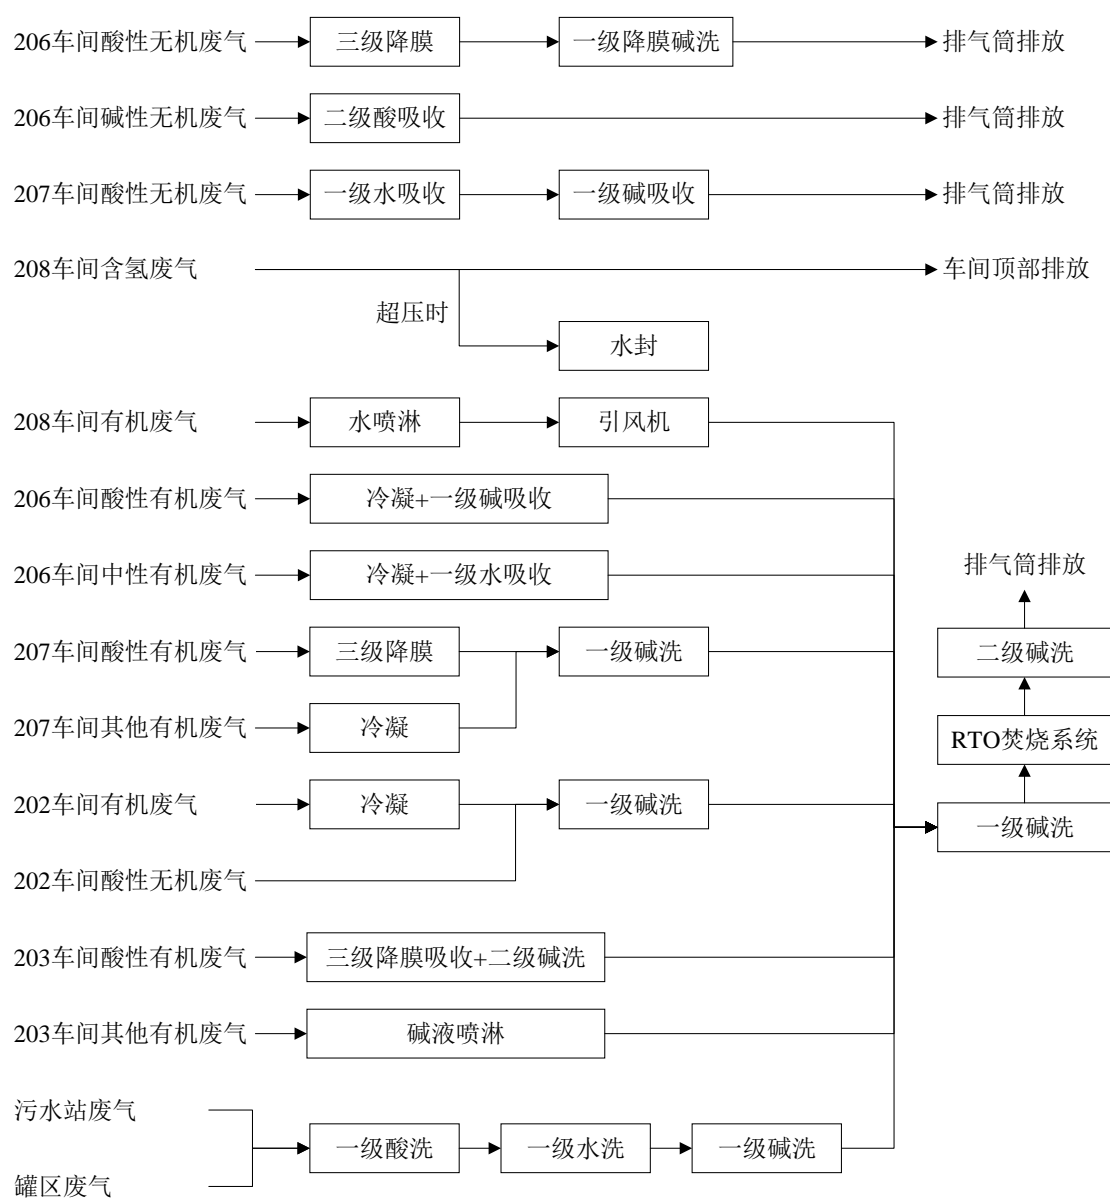 206车间酸性无机废气 三级降膜 一级降膜碱洗 排气筒排放
206车间碱性无机废气 二级酸吸收 排气筒排放
207车间酸性无机废气 一级水吸收 一级碱吸收 排气筒排放
208车间含氢废气 车间顶部排放
超压时
水封
208车间有机废气 水喷淋 引风机
206车间酸性有机废气 冷凝+一级碱吸收
206车间中性有机废气 冷凝+一级水吸收 排气筒排放
207车间酸性有机废气 三级降膜 一级碱洗 二级碱洗
207车间其他有机废气 冷凝 RTO焚烧系统
202车间有机废气 冷凝 一级碱洗 一级碱洗
202车间酸性无机废气
203车间酸性有机废气 三级降膜吸收+二级碱洗
203车间其他有机废气 碱液喷淋
污水站废气
一级酸洗 一级水洗 一级碱洗
罐区废气